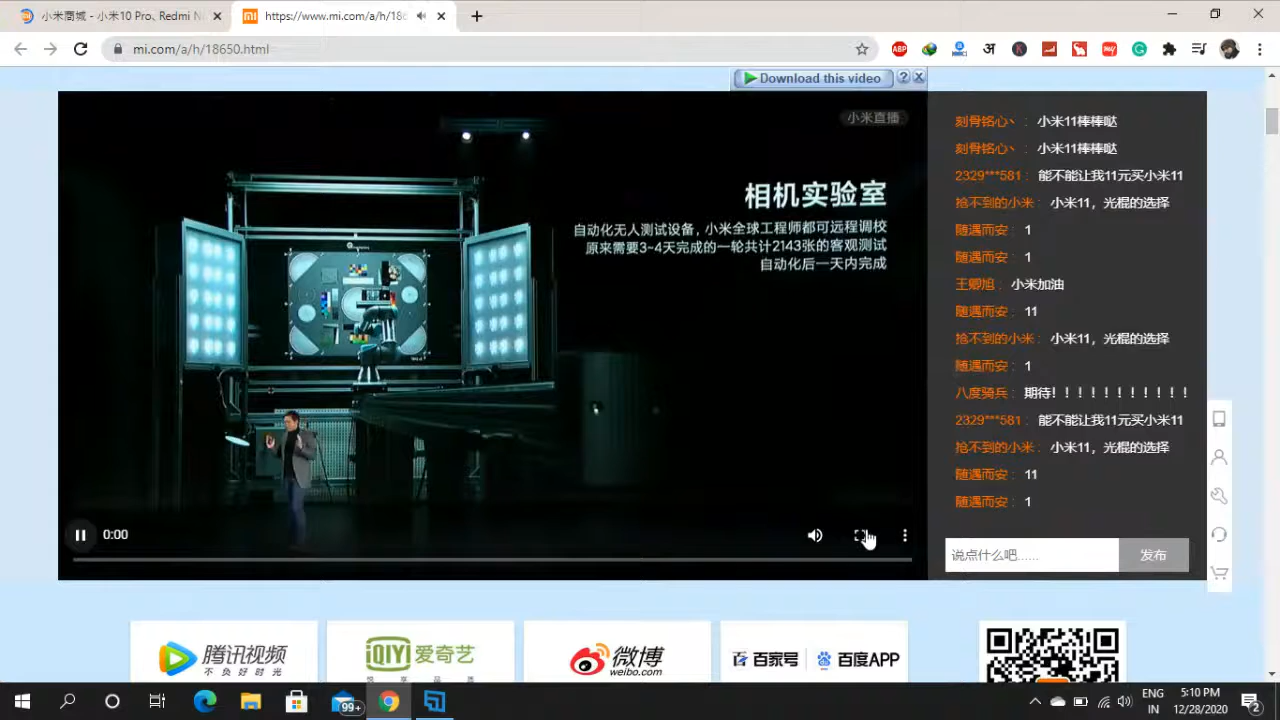 小米商城 - 小米10 Pro、Redmi N
https://www.mi.com/a/h/18
mi.com/a/h/18650.html
ABP
अ
Download this video
?
小米直播
相机实验室
自动化无人测试设备，小米全球工程师都可远程调校
原来需要3~4天完成的一轮共计2143张的客观测试
自动化后一天内完成
刻骨铭心丶： 小米11棒棒哒
刻骨铭心丶： 小米11棒棒哒
2329***581： 能不能让我11元买小米11
抢不到的小米： 小米11，光棍的选择
随遇而安： 1
随遇而安： 1
王卿旭： 小米加油
随遇而安： 11
抢不到的小米： 小米11，光棍的选择
随遇而安： 1
八度骑兵： 期待！！！！！！！！！！！
2329***581： 能不能让我11元买小米11
抢不到的小米： 小米11，光棍的选择
随遇而安： 11
随遇而安： 1
0:00
说点什么吧......
发布
腾讯视频
不负好时光
iQIYI 爱奇艺
悦享品质
微博
weibo.com
百家号 百度APP
99+
ENG
IN
5:10 PM
12/28/2020
2